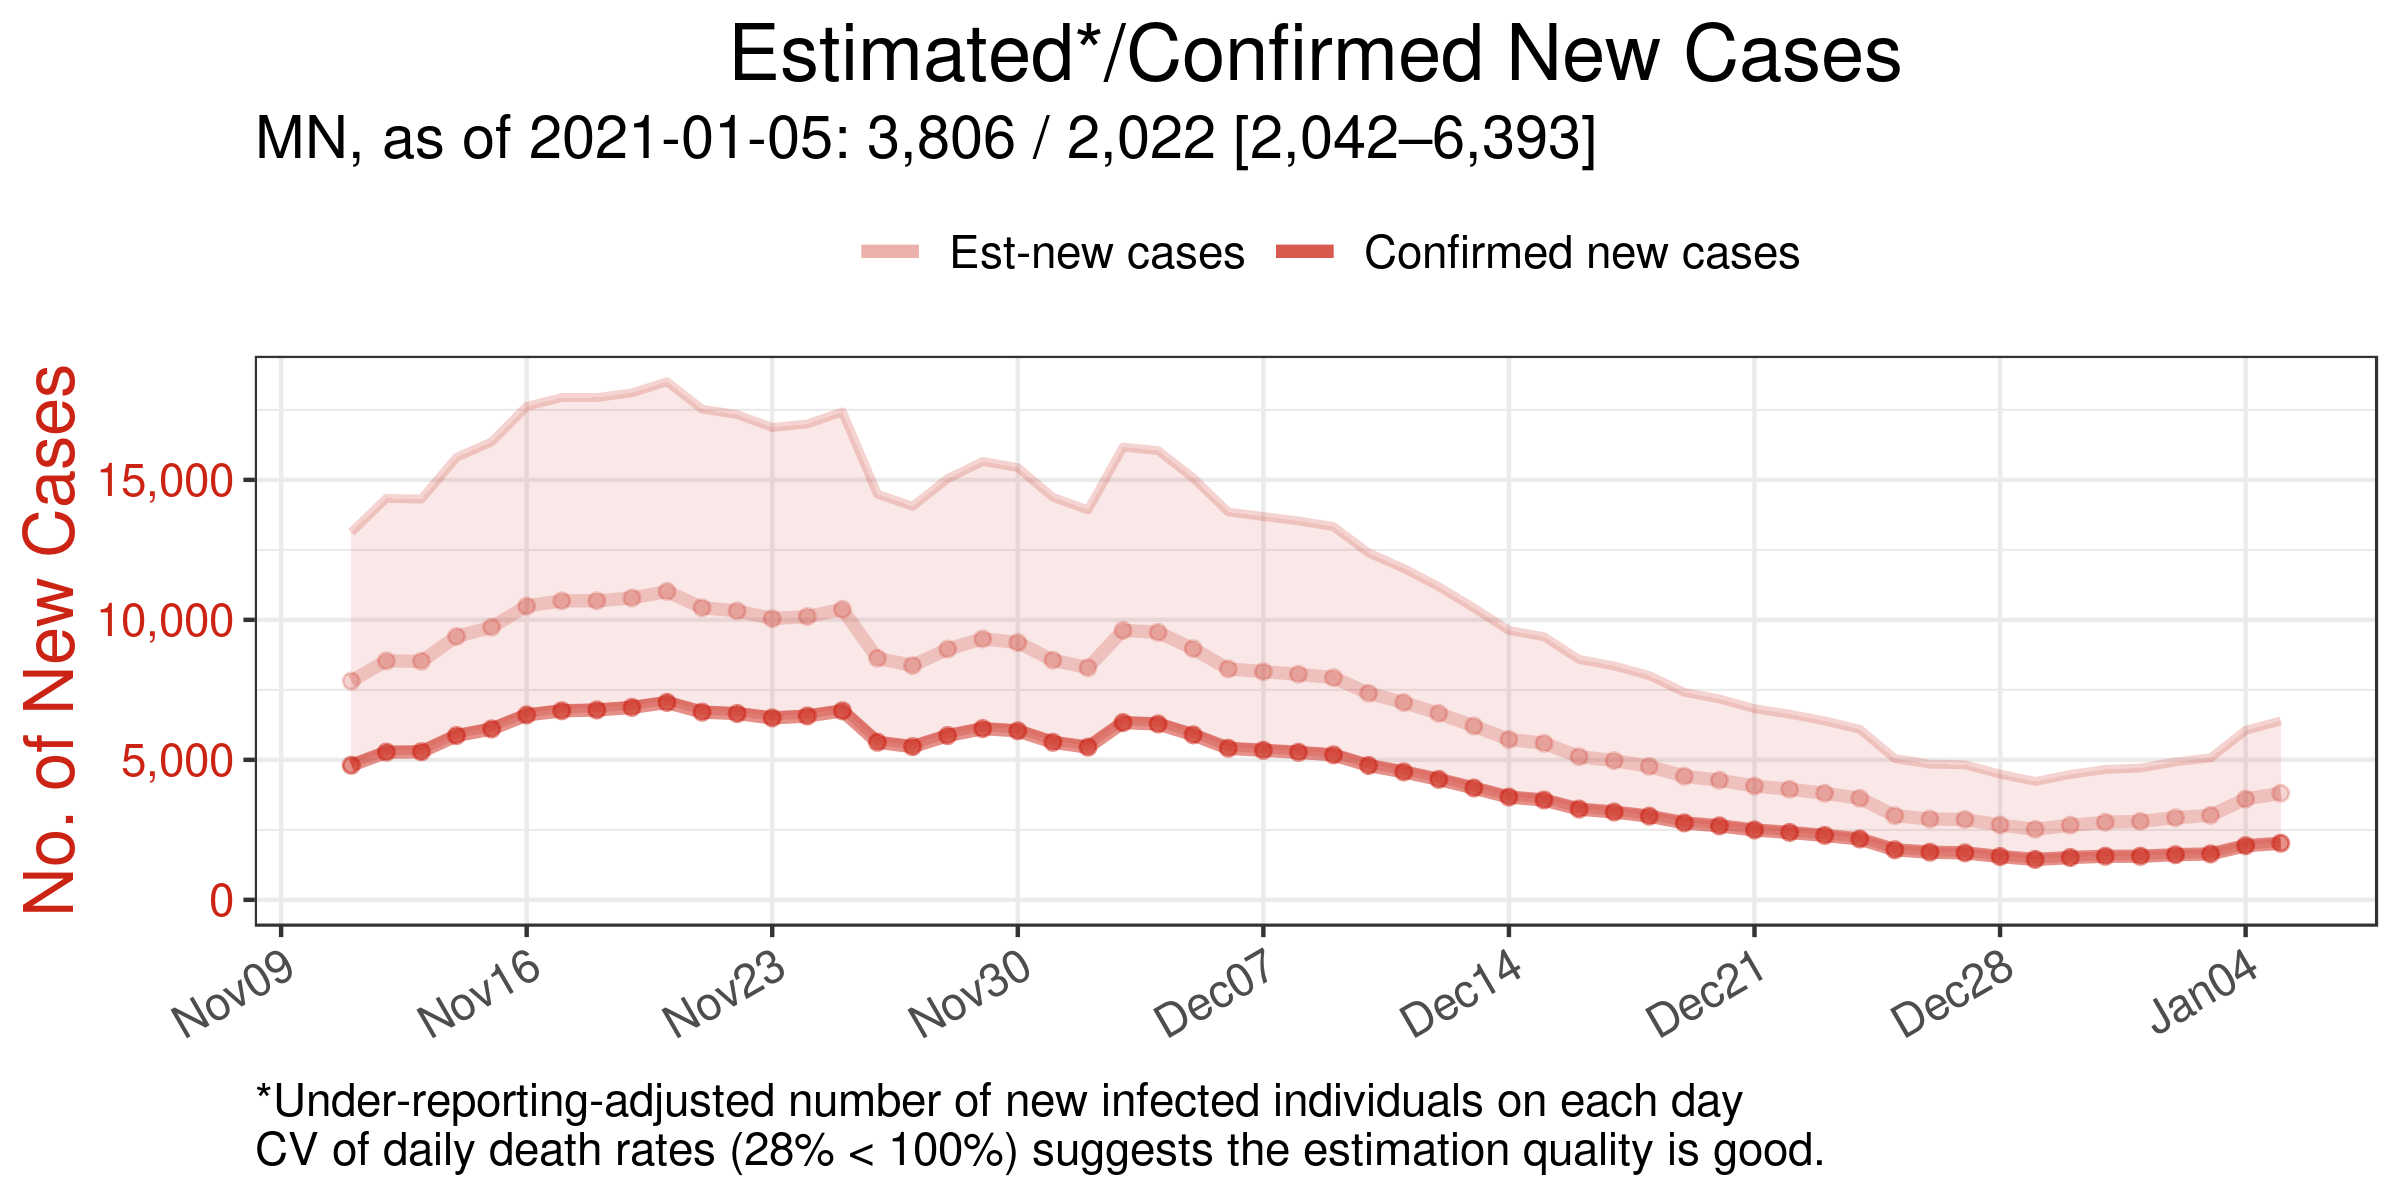 Estimated*/Confirmed New Cases
MN, as of 2021-01-05: 3,806 / 2,022 [2,042–6,393]
Est-new cases
Confirmed new cases
No. of New Cases
15,000
10,000
5,000
0
Nov09
Nov16
Nov23
Nov30
Dec07
Dec14
Dec21
Dec28
Jan04
*Under-reporting-adjusted number of new infected individuals on each day
CV of daily death rates (28% < 100%) suggests the estimation quality is good.